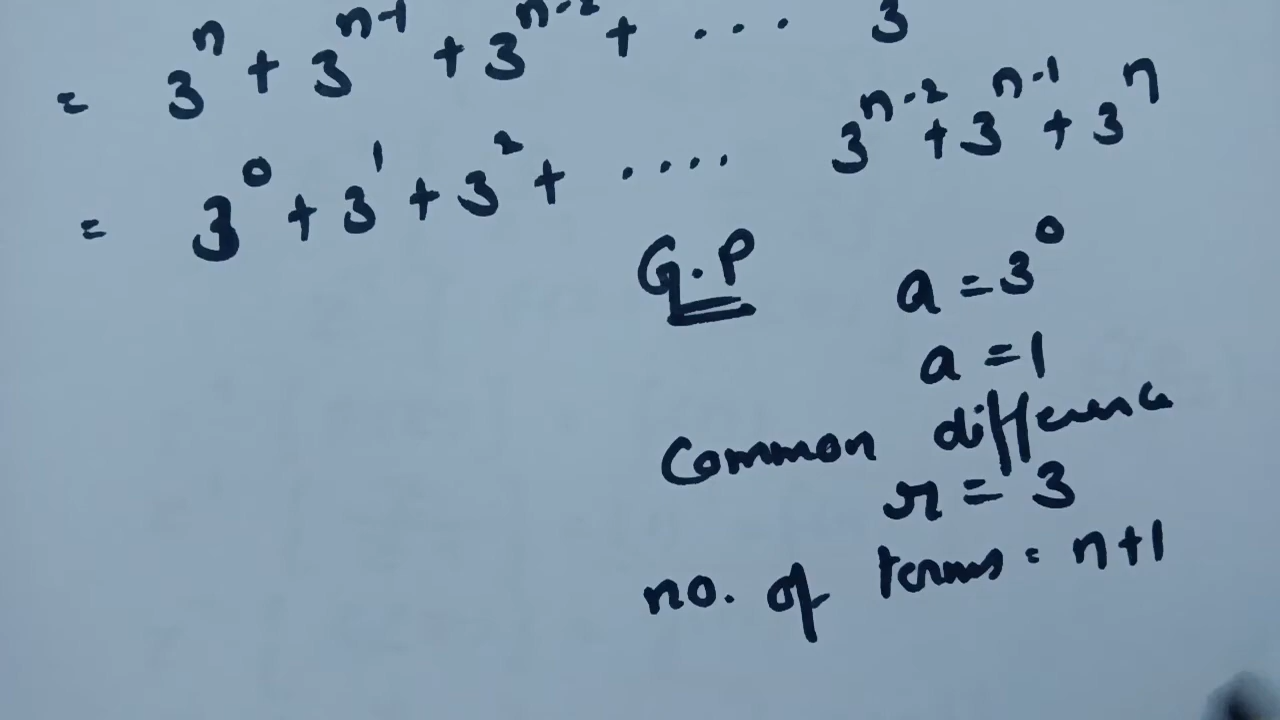 = 3^n + 3^(n-1) + 3^(n-2) + ... 3
= 3^0 + 3^1 + 3^2 + .... 3^(n-2) + 3^(n-1) + 3^n
G.P
a = 3^0
a = 1
Common difference
r = 3
no. of terms = n+1